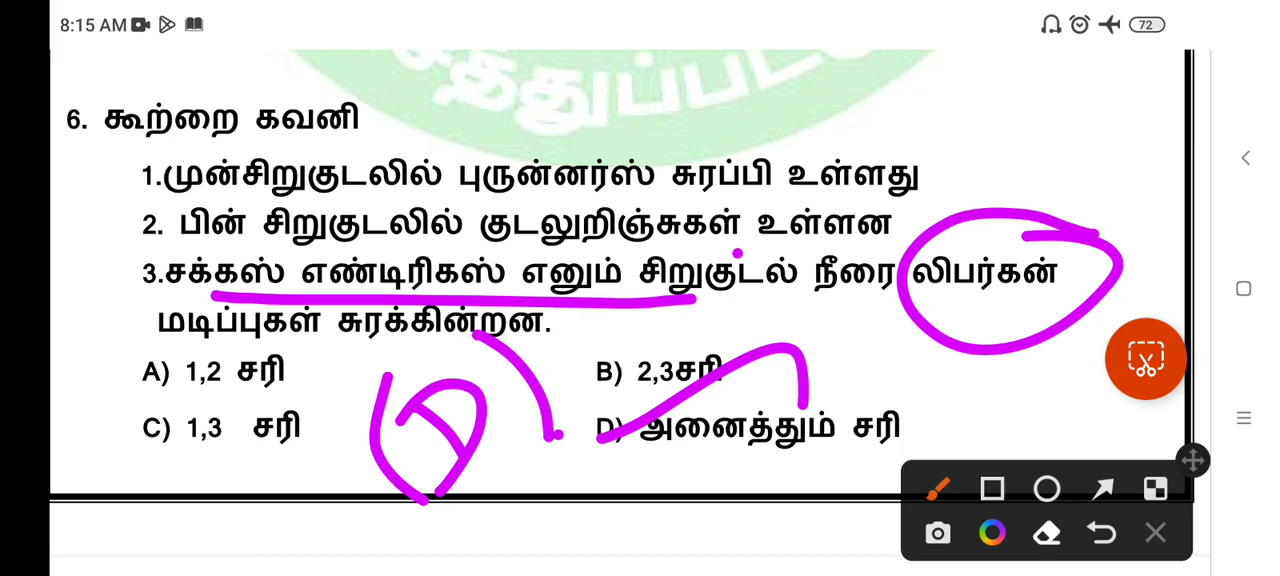 8:15 AM
72
சத்துப்பட
6. கூற்றை கவனி
1.முன்சிறுகுடலில் புருன்னர்ஸ் சுரப்பி உள்ளது
2. பின் சிறுகுடலில் குடலுறிஞ்சுகள் உள்ளன
3.சக்கஸ் எண்டிரிகஸ் எனும் சிறுகுடல் நீரை லிபர்கன்
மடிப்புகள் சுரக்கின்றன.
A) 1,2 சரி B) 2,3சரி
C) 1,3 சரி D) அனைத்தும் சரி
D